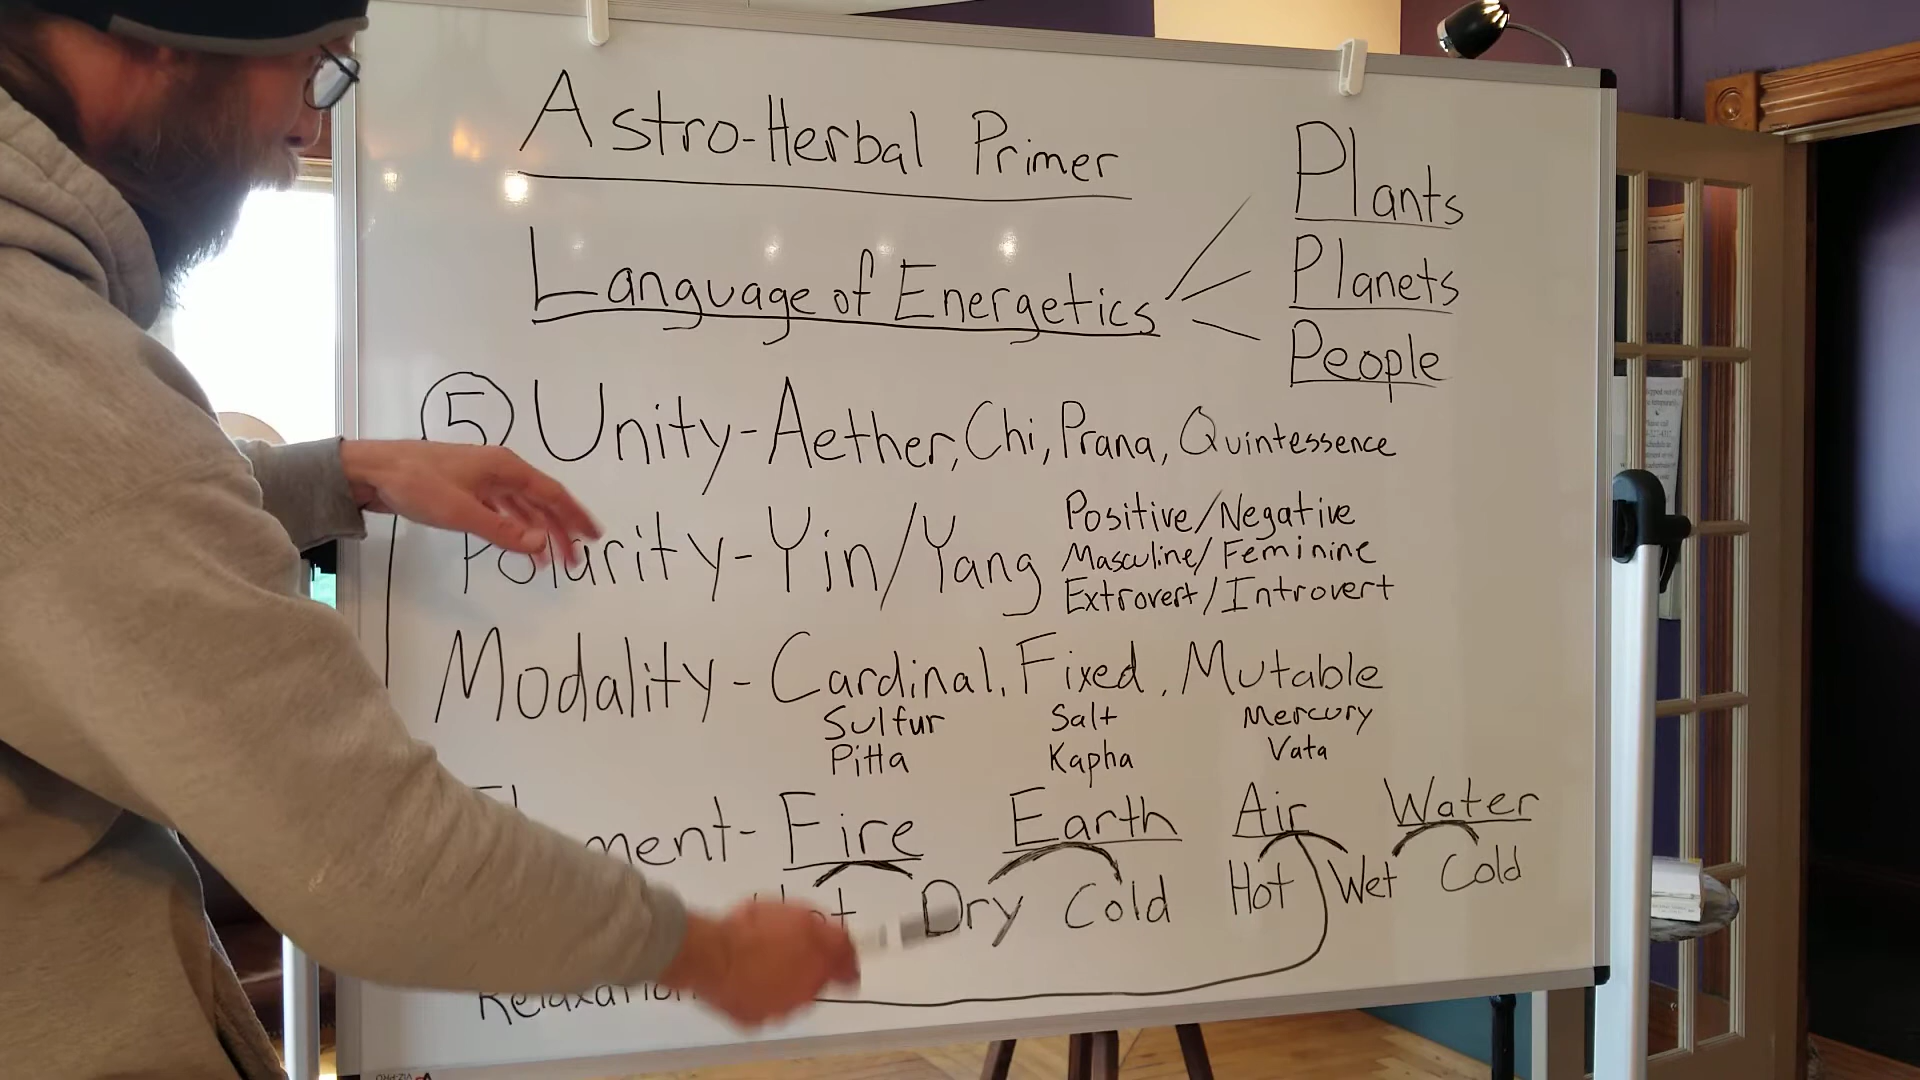 Astro-Herbal Primer
Language of Energetics
Plants
Planets
People
5 Unity-Aether, Chi, Prana, Quintessence
Polarity-Yin/Yang
Positive/Negative
Masculine/Feminine
Extrovert/Introvert
Modality-Cardinal, Fixed, Mutable
Sulfur Salt Mercury
Pitta Kapha Vata
ment-Fire Earth Air Water
Hot Dry Cold Hot Wet Cold
Relaxation